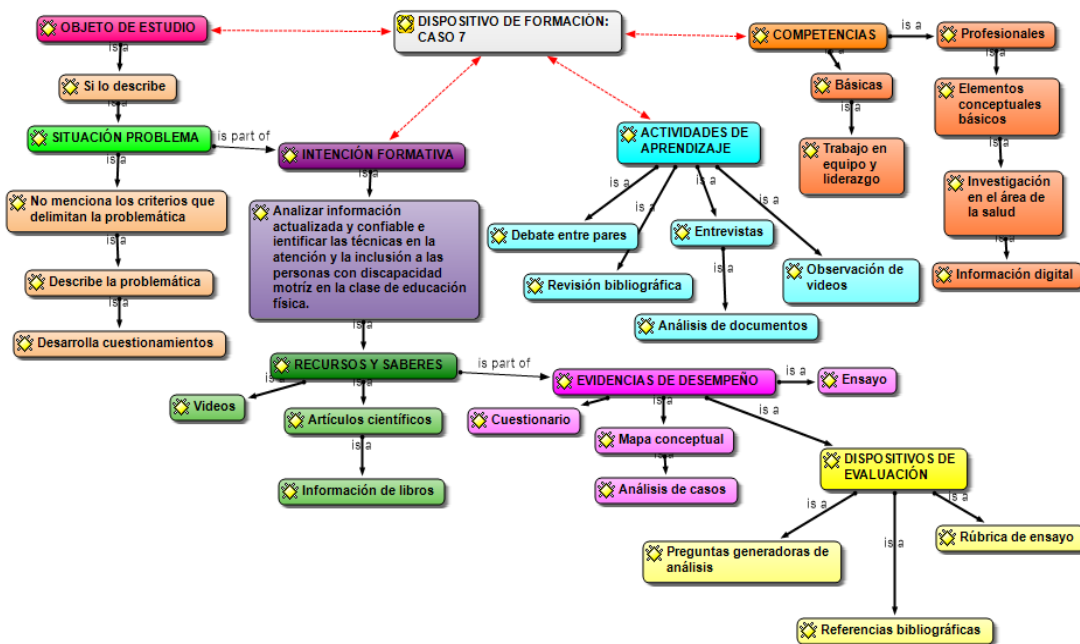 OBJETO DE ESTUDIO
DISPOSITIVO DE FORMACIÓN:
CASO 7
COMPETENCIAS
is a
Profesionales
is a
Si lo describe
is a
Básicas
is a
Elementos
conceptuales
básicos
is a
SITUACIÓN PROBLEMA
is part of
INTENCIÓN FORMATIVA
ACTIVIDADES DE
APRENDIZAJE
is a
Trabajo en
equipo y
liderazgo
is a
Investigación
en el área de
la salud
is a
is a
is a
is a
is a
is a
is a
No menciona los criterios que
delimitan la problemática
Analizar información
actualizada y confiable e
ientificar las técnicas en la
atención y la inclusión a las
personas con discapacidad
motríz en la clase de educación
física.
Debate entre pares
Entrevistas
is a
is a
Describe la problemática
Revisión bibliográfica
Observación de
videos
Información digital
is a
Desarrolla cuestionamientos
Análisis de documentos
is a
RECURSOS Y SABERES
is part of
EVIDENCIAS DE DESEMPEÑO
is a
Ensayo
is a
is a
is a
is a
is a
Videos
Artículos científicos
Cuestionario
Mapa conceptual
is a
is a
DISPOSITIVOS DE
EVALUACIÓN
Información de libros
Análisis de casos
is a
is a
is a
Preguntas generadoras de
análisis
Rúbrica de ensayo
Referencias bibliográficas